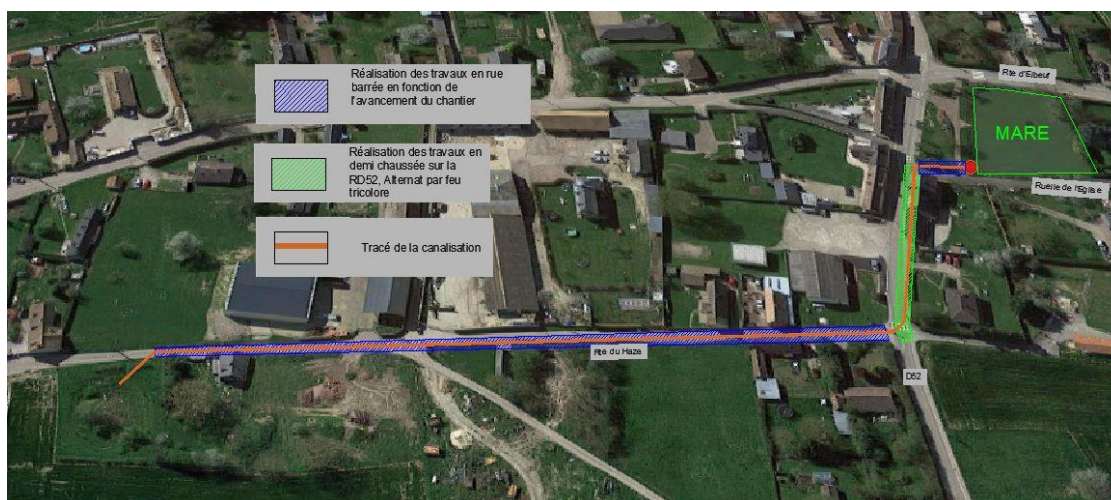 Réalisation des travaux en rue
barrée en fonction de
l'avancement du chantier
Réalisation des travaux en
demi chaussée sur la
RD52, Alternat par feu
tricolore
Tracé de la canalisation
Rte d'Elbeuf
MARE
Ruelle de l'Eglise
Rte du Haze
D52